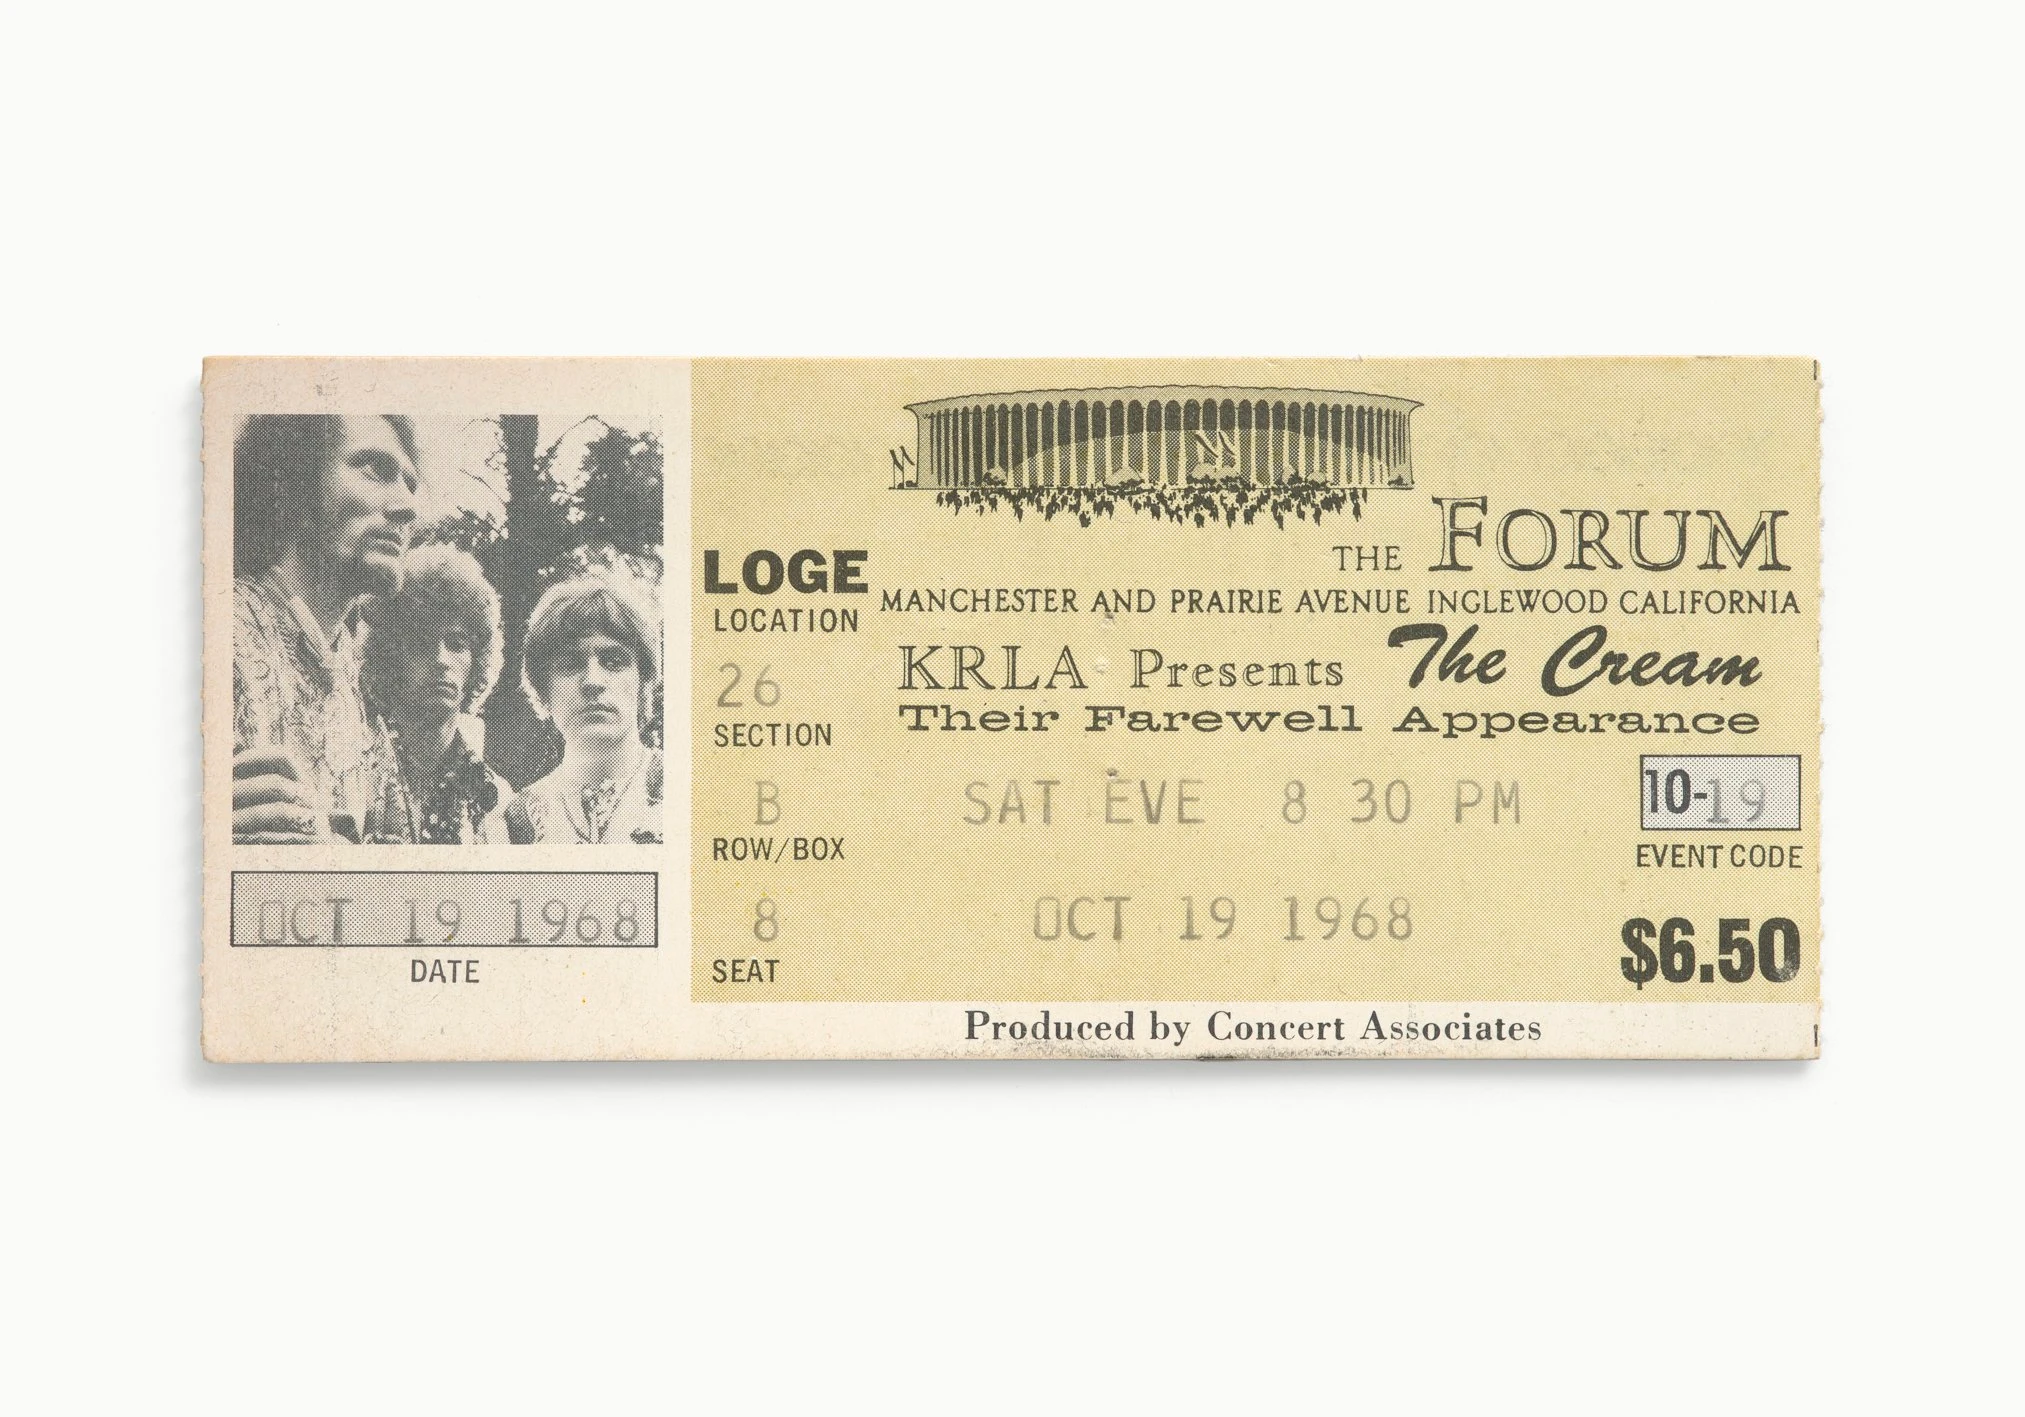 THE FORUM
MANCHESTER AND PRAIRIE AVENUE INGLEWOOD CALIFORNIA
KRLA Presents The Cream
Their Farewell Appearance
LOGE
LOCATION
26
SECTION
B
ROW/BOX
8
SEAT
SAT EVE 8 30 PM
OCT 19 1968
10-19
EVENT CODE
$6.50
OCT 19 1968
DATE
Produced by Concert Associates